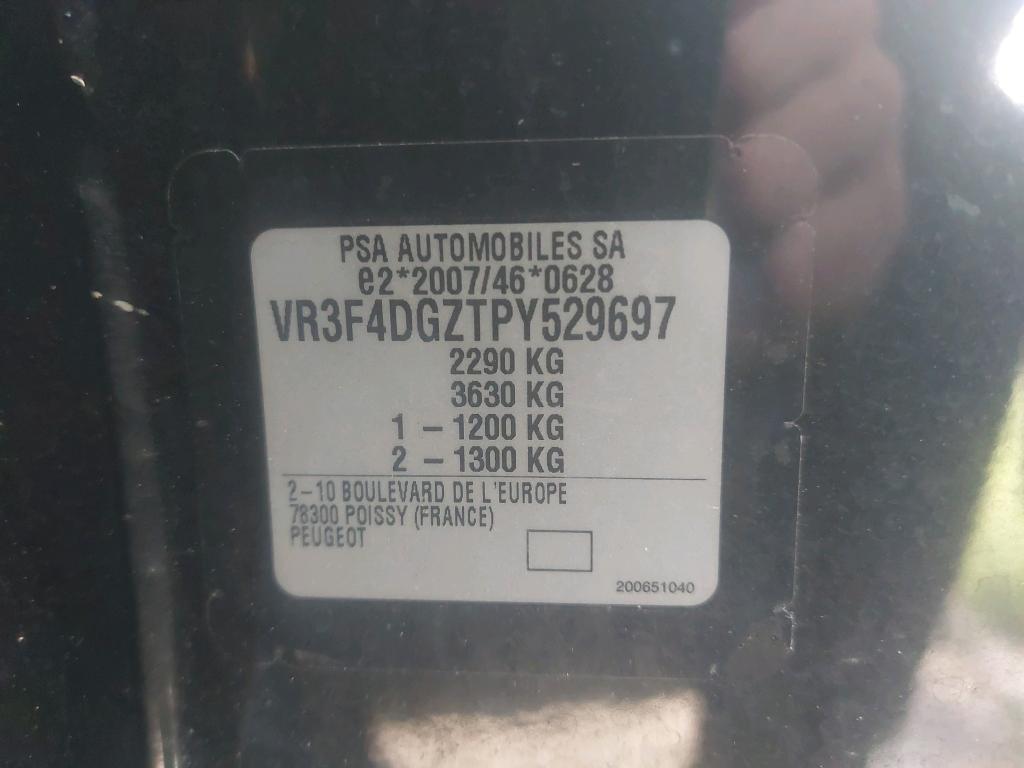 PSA AUTOMOBILES SA
e2*2007/46*0628
VR3F4DGZTPY529697
2290 KG
3630 KG
1 – 1200 KG
2 – 1300 KG
2–10 BOULEVARD DE L'EUROPE
78300 POISSY (FRANCE)
PEUGEOT
200651040